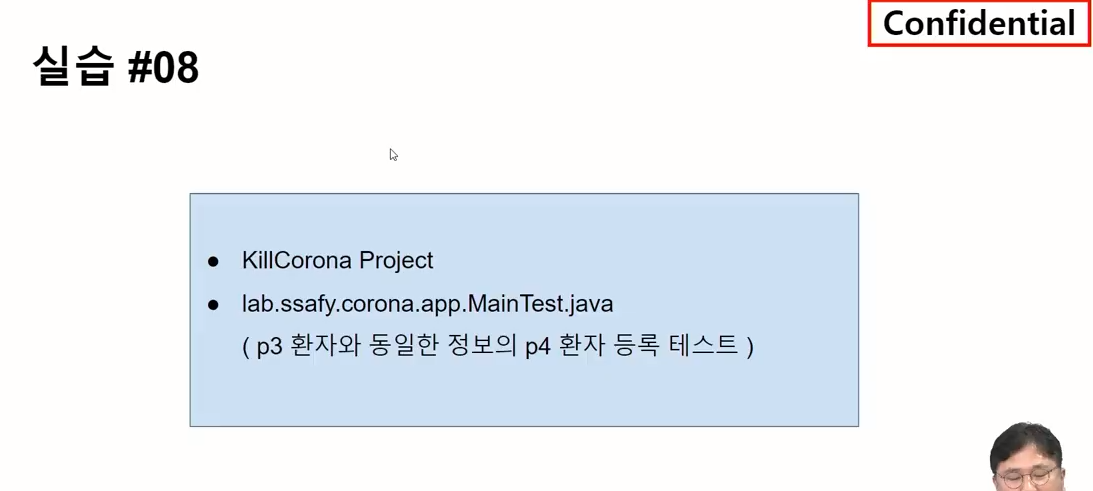 Confidential
실습 #08
● KillCorona Project
● lab.ssafy.corona.app.MainTest.java
( p3 환자와 동일한 정보의 p4 환자 등록 테스트 )